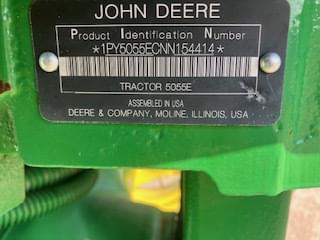 JOHN DEERE
Product Identification Number
*1PY5055ECNN154414*
TRACTOR 5055E
ASSEMBLED IN USA
DEERE & COMPANY, MOLINE, ILLINOIS, USA